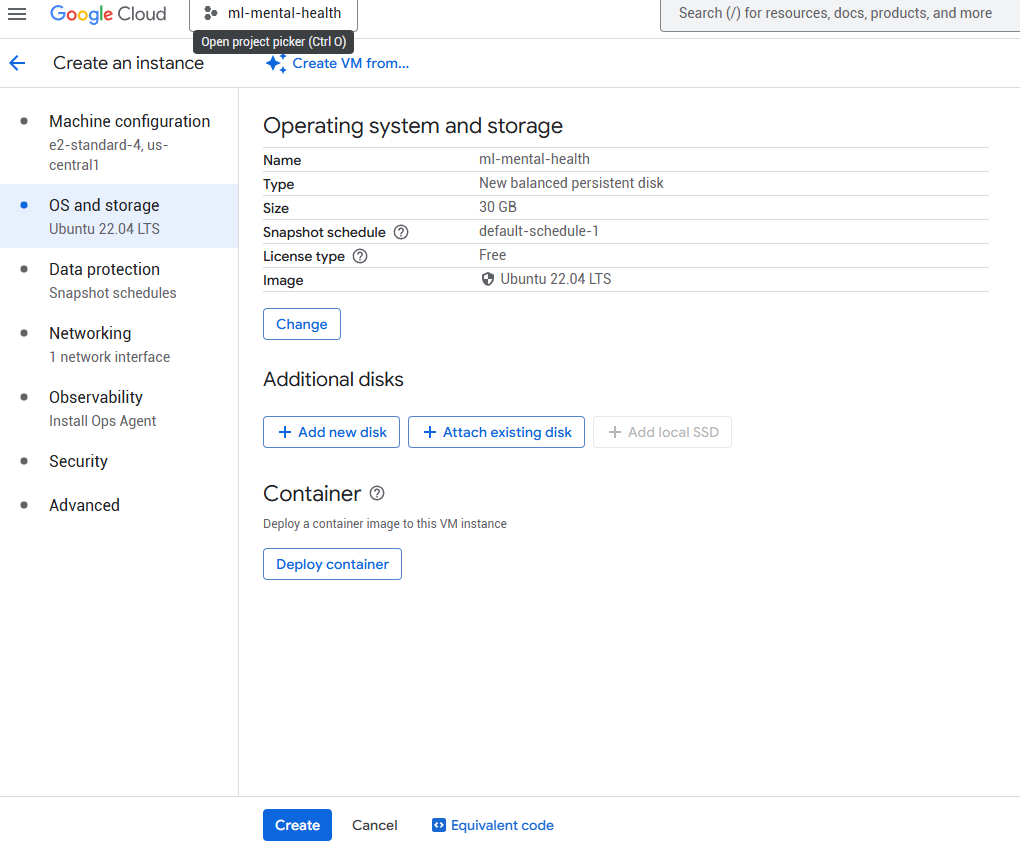 Google Cloud
ml-mental-health
Search (/) for resources, docs, products, and more
Open project picker (Ctrl O)
Create an instance
Create VM from...
Machine configuration
e2-standard-4, us-
central1
OS and storage
Ubuntu 22.04 LTS
Data protection
Snapshot schedules
Networking
1 network interface
Observability
Install Ops Agent
Security
Advanced
Operating system and storage
Name ml-mental-health
Type New balanced persistent disk
Size 30 GB
Snapshot schedule default-schedule-1
License type Free
Image Ubuntu 22.04 LTS
Change
Additional disks
Add new disk Attach existing disk Add local SSD
Container
Deploy a container image to this VM instance
Deploy container
Create Cancel Equivalent code